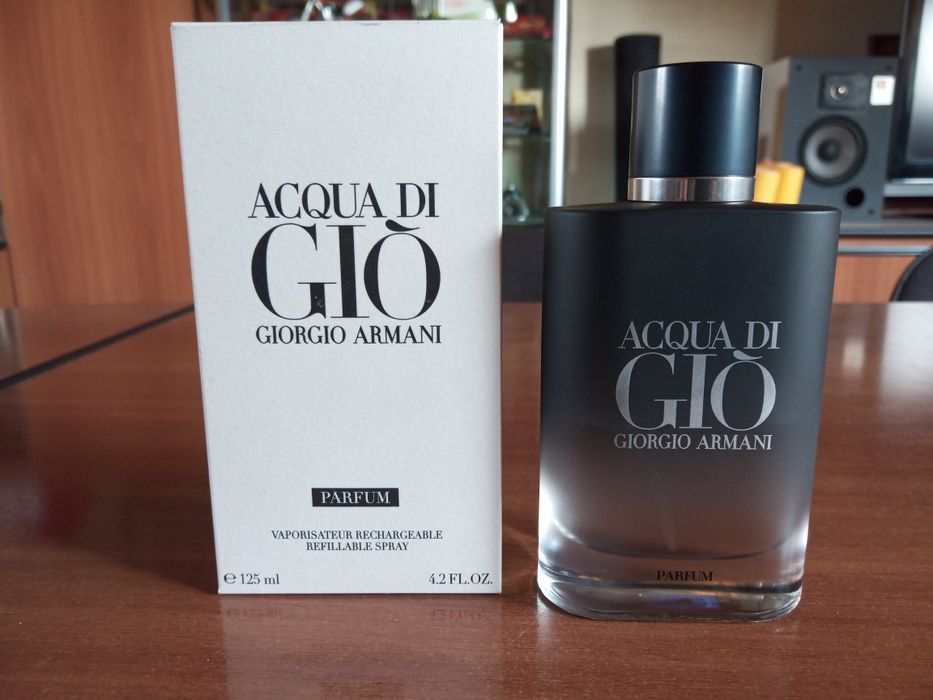 ACQUA DI
GIÒ
GIORGIO ARMANI
PARFUM
VAPORISATEUR RECHARGEABLE
REFILLABLE SPRAY
℮ 125 ml 4.2 FL.OZ.
ACQUA DI
GIÒ
GIORGIO ARMANI
PARFUM